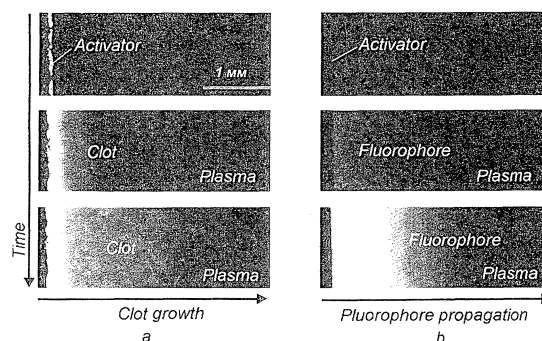 Activator
1 мм
Clot
Plasma
Clot
Plasma
Time
Clot growth
a
Activator
Fluorophore
Plasma
Fluorophore
Plasma
Pluorophore propagation
b